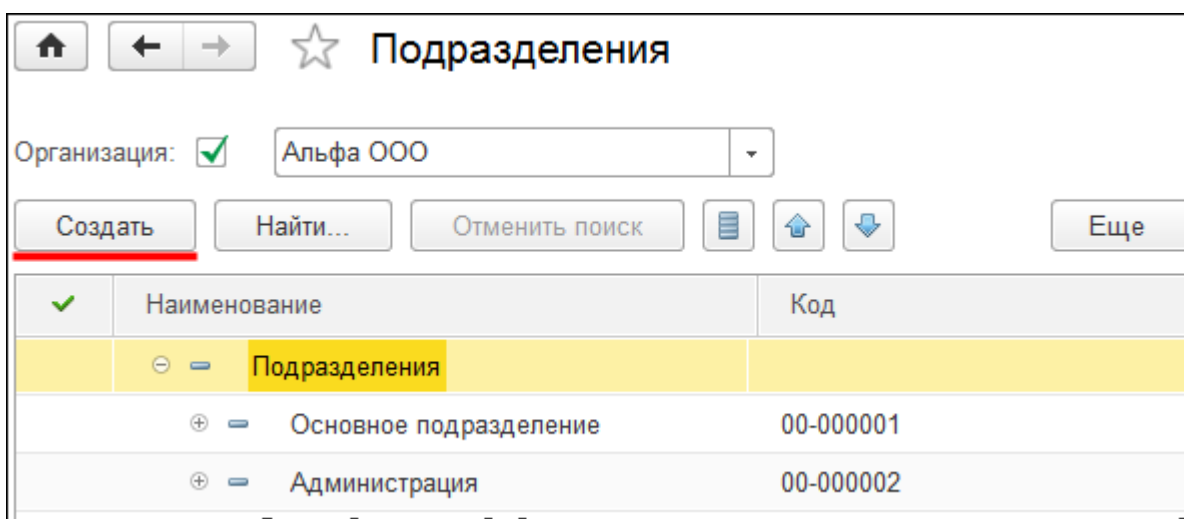 Подразделения
Организация: Альфа ООО
Создать Найти... Отменить поиск Еще
Наименование Код
Подразделения
Основное подразделение 00-000001
Администрация 00-000002